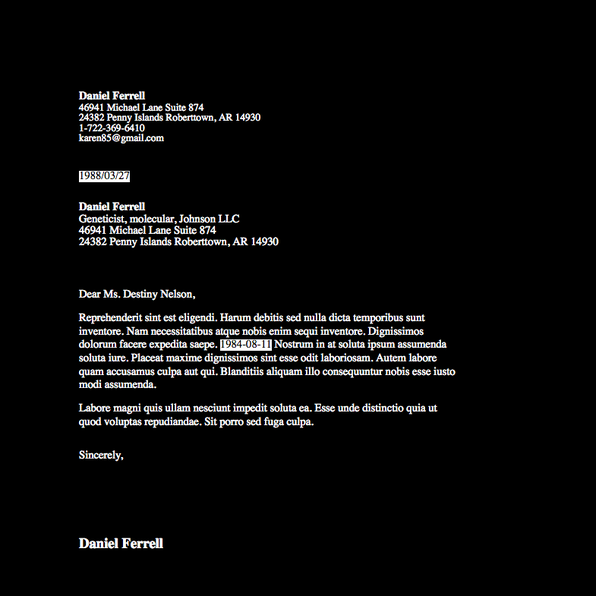 Daniel Ferrell
46941 Michael Lane Suite 874
24382 Penny Islands Roberttown, AR 14930
1-722-369-6410
karen85@gmail.com
1988/03/27
Daniel Ferrell
Geneticist, molecular, Johnson LLC
46941 Michael Lane Suite 874
24382 Penny Islands Roberttown, AR 14930
Dear Ms. Destiny Nelson,
Reprehenderit sint est eligendi. Harum debitis sed nulla dicta temporibus sunt
inventore. Nam necessitatibus atque nobis enim sequi inventore. Dignissimos
dolorum facere expedita saepe. 1984-08-11 Nostrum in at soluta ipsum assumenda
soluta iure. Placeat maxime dignissimos sint esse odit laboriosam. Autem labore
quam accusamus culpa aut qui. Blanditiis aliquam illo consequuntur nobis esse iusto
modi assumenda.
Labore magni quis ullam nesciunt impedit soluta ea. Esse unde distinctio quia ut
quod voluptas repudiandae. Sit porro sed fuga culpa.
Sincerely,
Daniel Ferrell